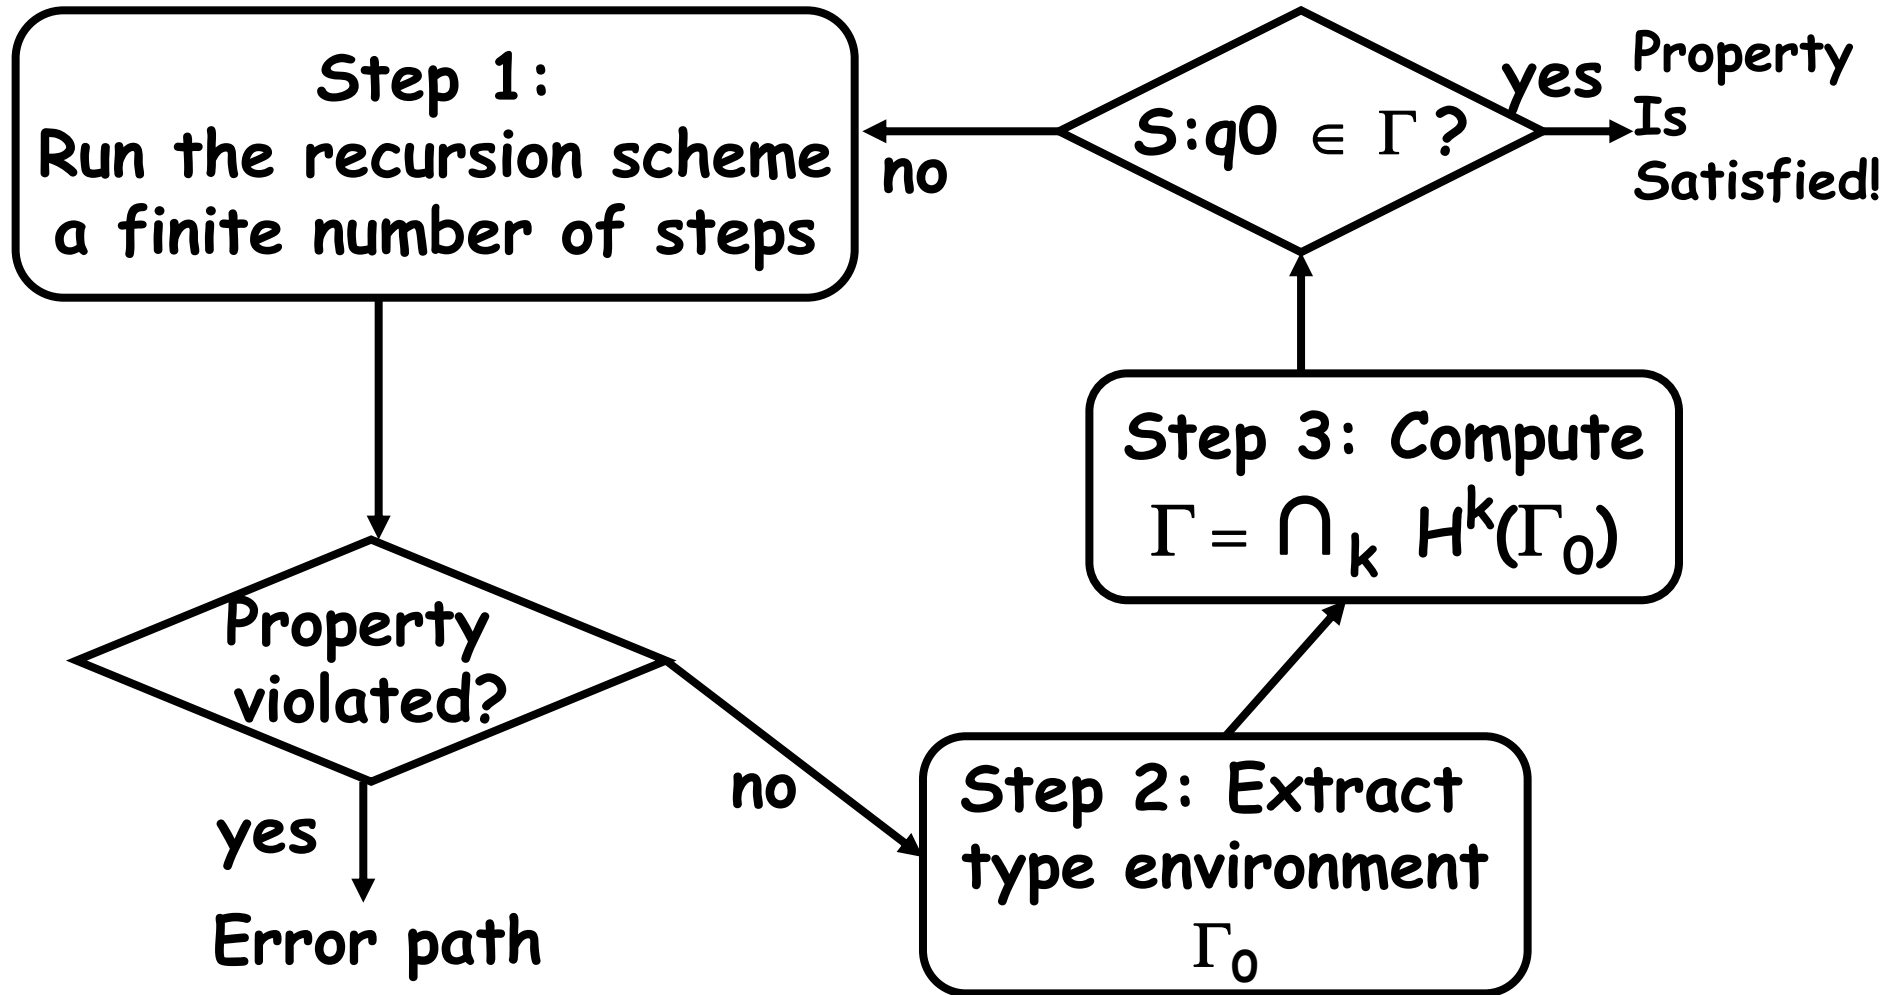 Step 1:
Run the recursion scheme
a finite number of steps
no
S:q0 ∈ Γ ?
yes
Property
Is
Satisfied!
Step 3: Compute
Γ = ∩ k H^k(Γ0)
Property
violated?
no
yes
Error path
Step 2: Extract
type environment
Γ0